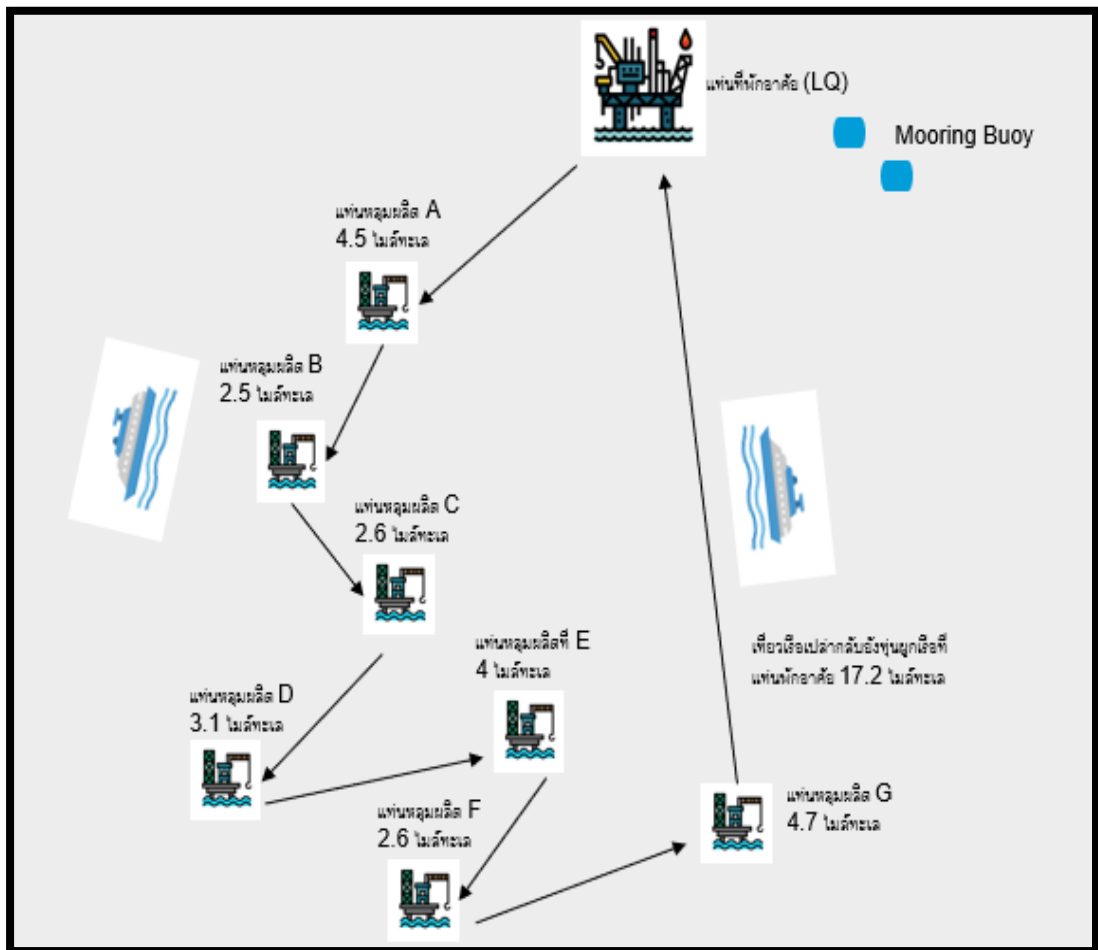 แท่นที่พักอาศัย (LQ)
Mooring Buoy
แท่นหลุมผลิต A
4.5 ไมล์ทะเล
แท่นหลุมผลิต B
2.5 ไมล์ทะเล
แท่นหลุมผลิต C
2.6 ไมล์ทะเล
แท่นหลุมผลิตที่ E
4 ไมล์ทะเล
เที่ยวเรือเปล่ากลับยังทุ่นผูกเรือที่
แท่นพักอาศัย 17.2 ไมล์ทะเล
แท่นหลุมผลิต D
3.1 ไมล์ทะเล
แท่นหลุมผลิต G
4.7 ไมล์ทะเล
แท่นหลุมผลิต F
2.6 ไมล์ทะเล